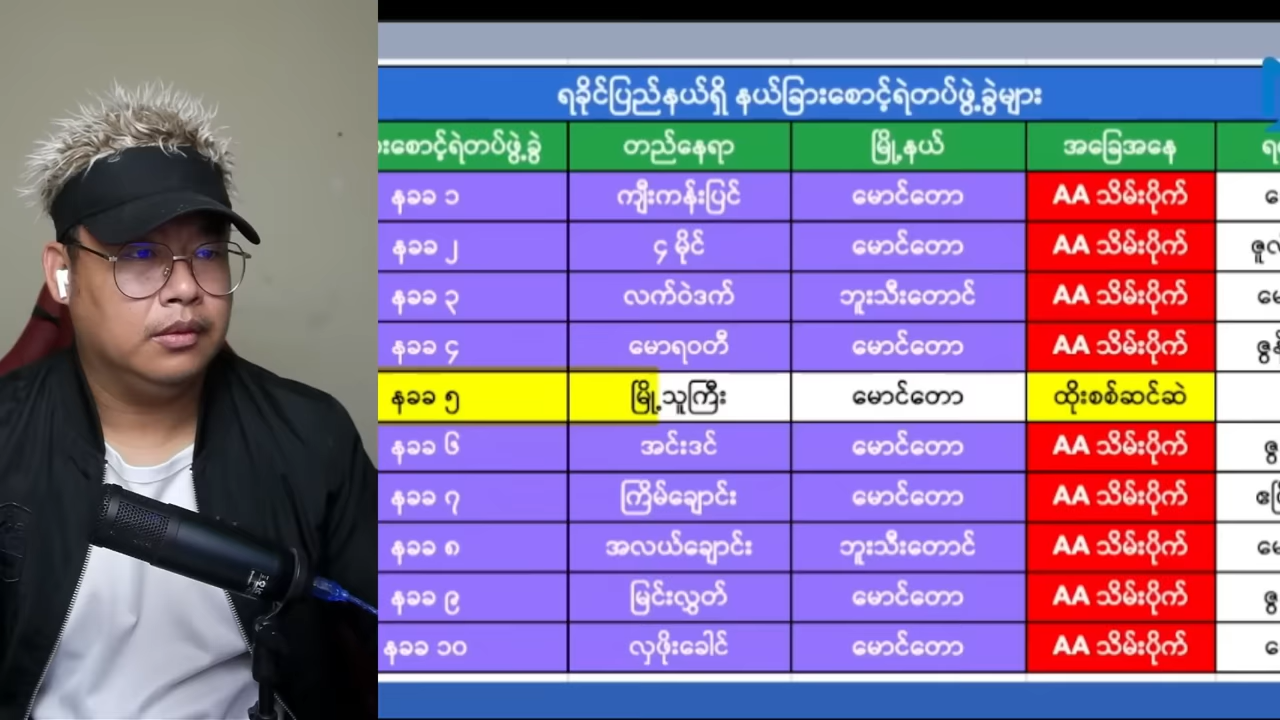 ရခိုင်ပြည်နယ်ရှိ နယ်ခြားစောင့်ရဲတပ်ဖွဲ့ခွဲများ
တည်နေရာ မြို့နယ် အခြေအနေ
နခခ ၁ ကျီးကန်းပြင် မောင်တော AA သိမ်းပိုက်
နခခ ၂ ၄ မိုင် မောင်တော AA သိမ်းပိုက်
နခခ ၃ လက်ဝဲဒက် ဘူးသီးတောင် AA သိမ်းပိုက်
နခခ ၄ မောရဝတီ မောင်တော AA သိမ်းပိုက်
နခခ ၅ မြို့သူကြီး မောင်တော ထိုးစစ်ဆင်ဆဲ
နခခ ၆ အင်းဒင် မောင်တော AA သိမ်းပိုက်
နခခ ၇ ကြိမ်ချောင်း မောင်တော AA သိမ်းပိုက်
နခခ ၈ အလယ်ချောင်း ဘူးသီးတောင် AA သိမ်းပိုက်
နခခ ၉ မြင်းလွှတ် မောင်တော AA သိမ်းပိုက်
နခခ ၁၀ လှဖိုးခေါင် မောင်တော AA သိမ်းပိုက်